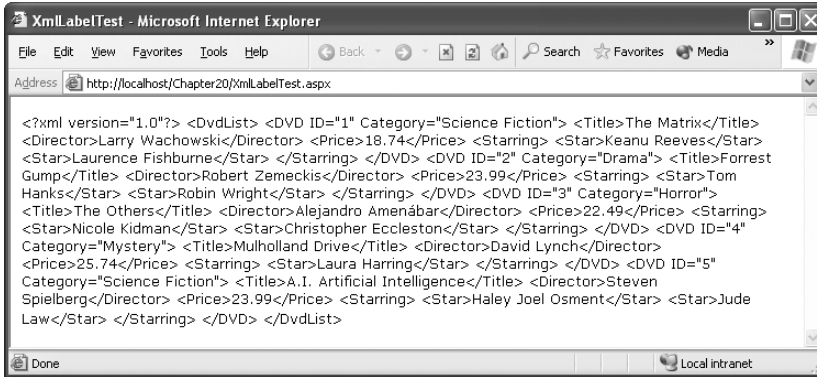 XmlLabelTest - Microsoft Internet Explorer
File Edit View Favorites Tools Help Back Search Favorites Media »
Address http://localhost/Chapter20/XmlLabelTest.aspx
<?xml version="1.0"?> <DvdList> <DVD ID="1" Category="Science Fiction"> <Title>The Matrix</Title>
<Director>Larry Wachowski</Director> <Price>18.74</Price> <Starring> <Star>Keanu Reeves</Star>
<Star>Laurence Fishburne</Star> </Starring> </DVD> <DVD ID="2" Category="Drama"> <Title>Forrest
Gump</Title> <Director>Robert Zemeckis</Director> <Price>23.99</Price> <Starring> <Star>Tom
Hanks</Star> <Star>Robin Wright</Star> </Starring> </DVD> <DVD ID="3" Category="Horror">
<Title>The Others</Title> <Director>Alejandro Amenábar</Director> <Price>22.49</Price> <Starring>
<Star>Nicole Kidman</Star> <Star>Christopher Eccleston</Star> </Starring> </DVD> <DVD ID="4"
Category="Mystery"> <Title>Mulholland Drive</Title> <Director>David Lynch</Director>
<Price>25.74</Price> <Starring> <Star>Laura Harring</Star> </Starring> </DVD> <DVD ID="5"
Category="Science Fiction"> <Title>A.I. Artificial Intelligence</Title> <Director>Steven
Spielberg</Director> <Price>23.99</Price> <Starring> <Star>Haley Joel Osment</Star> <Star>Jude
Law</Star> </Starring> </DVD> </DvdList>
Done Local intranet